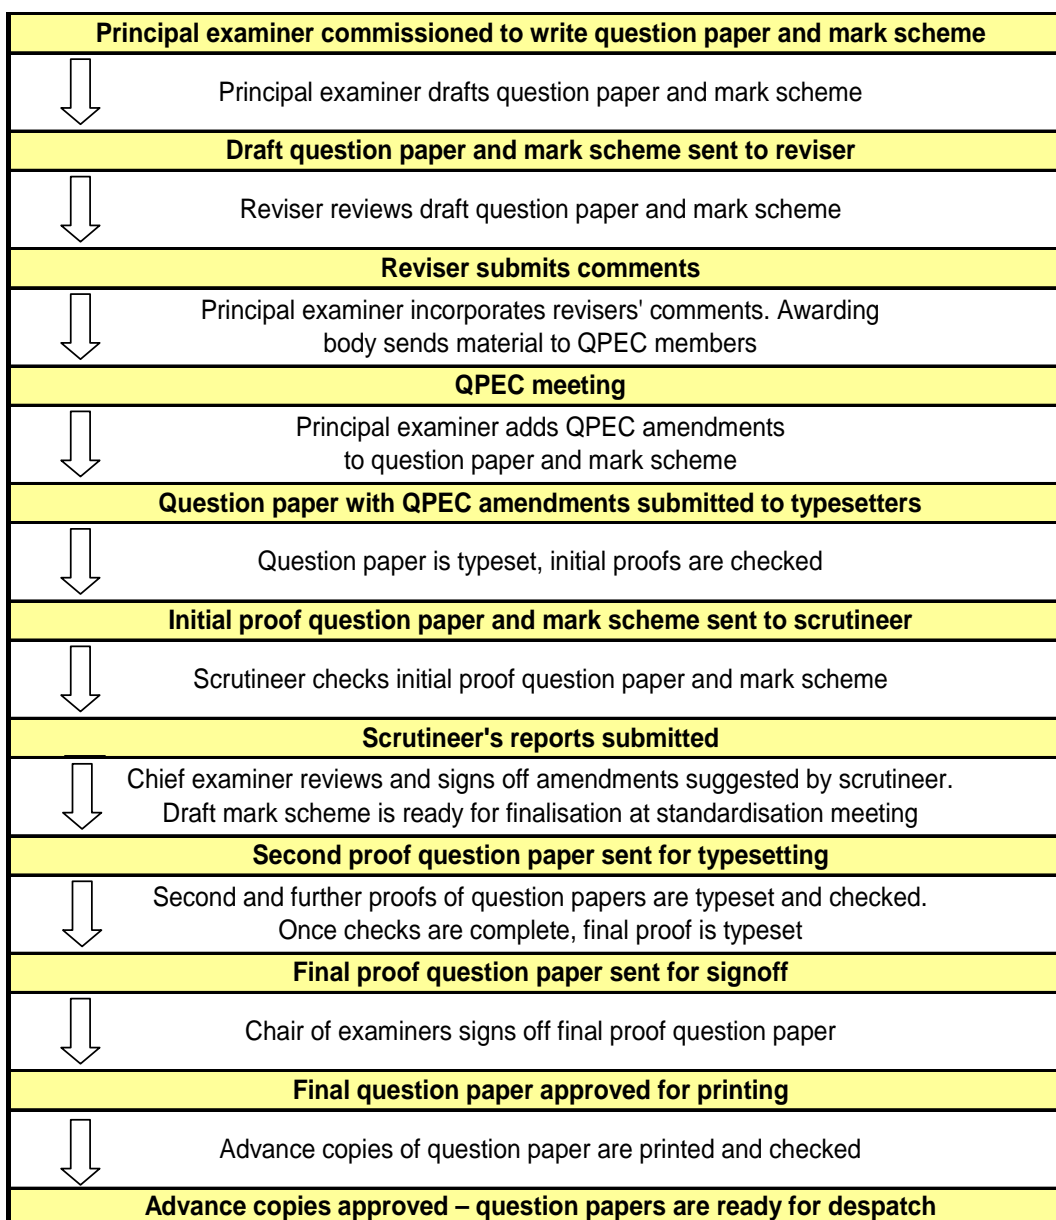 Principal examiner commissioned to write question paper and mark scheme
Principal examiner drafts question paper and mark scheme
Draft question paper and mark scheme sent to reviser
Reviser reviews draft question paper and mark scheme
Reviser submits comments
Principal examiner incorporates revisers' comments. Awarding
body sends material to QPEC members
QPEC meeting
Principal examiner adds QPEC amendments
to question paper and mark scheme
Question paper with QPEC amendments submitted to typesetters
Question paper is typeset, initial proofs are checked
Initial proof question paper and mark scheme sent to scrutineer
Scrutineer checks initial proof question paper and mark scheme
Scrutineer's reports submitted
Chief examiner reviews and signs off amendments suggested by scrutineer.
Draft mark scheme is ready for finalisation at standardisation meeting
Second proof question paper sent for typesetting
Second and further proofs of question papers are typeset and checked.
Once checks are complete, final proof is typeset
Final proof question paper sent for signoff
Chair of examiners signs off final proof question paper
Final question paper approved for printing
Advance copies of question paper are printed and checked
Advance copies approved – question papers are ready for despatch